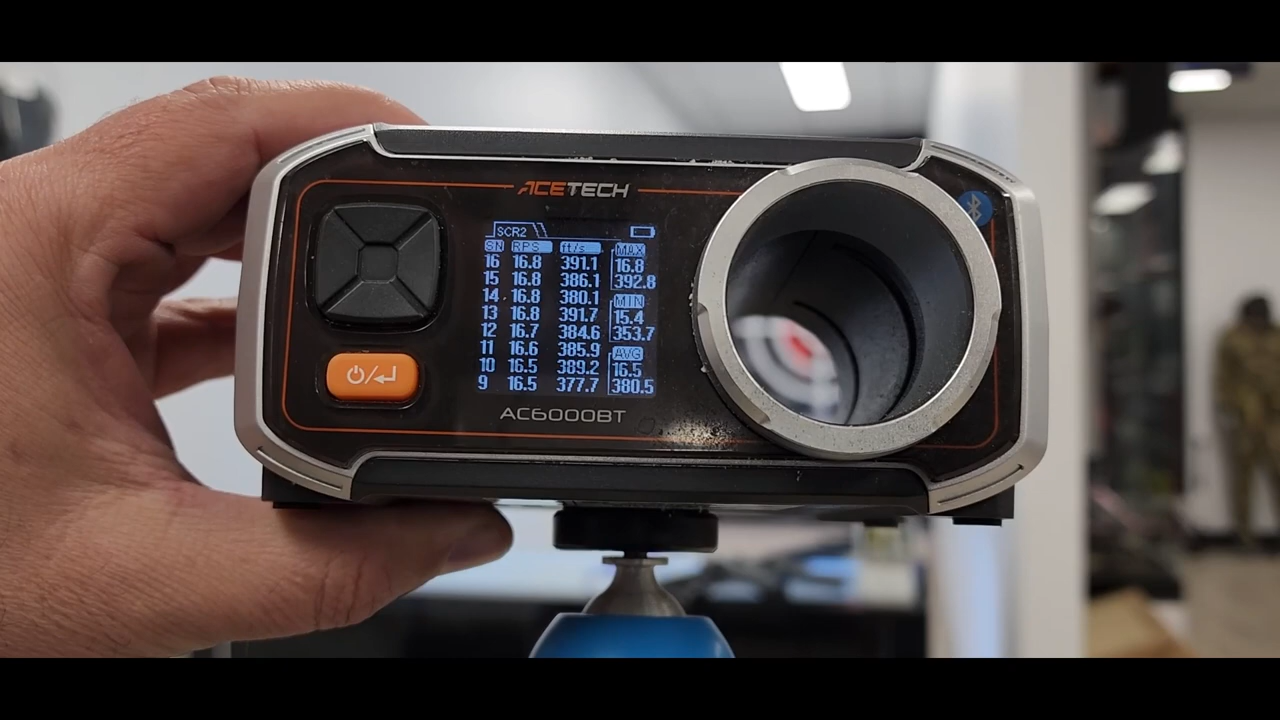 ACETECH
SCR2
SN RPS ft/s MAX
16 16.8 391.1 16.8
15 16.8 386.1 392.8
14 16.8 380.1 MIN
13 16.8 391.7 15.4
12 16.7 384.6 353.7
11 16.6 385.9 AVG
10 16.5 389.2 16.5
9 16.5 377.7 380.5
AC6000BT